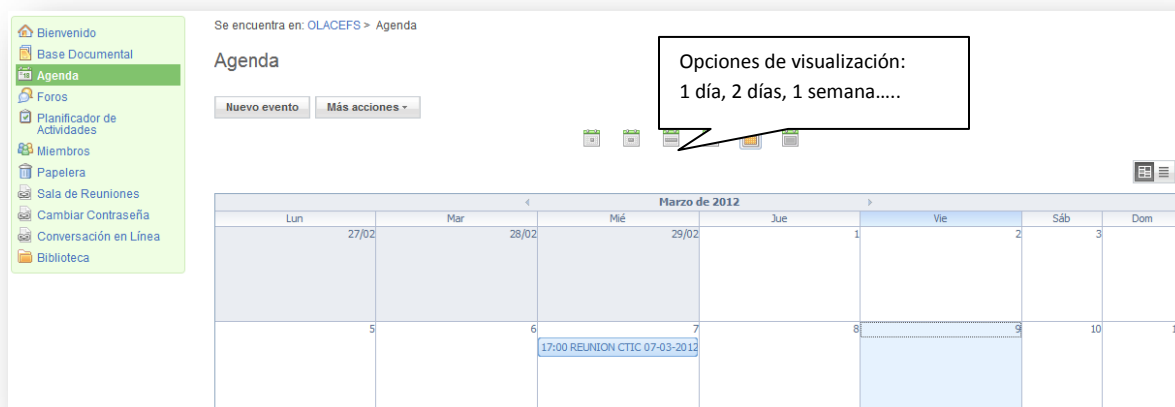 Se encuentra en: OLACEFS > Agenda
Bienvenido
Base Documental
Agenda
Foros
Planificador de
Actividades
Miembros
Papelera
Sala de Reuniones
Cambiar Contraseña
Conversación en Línea
Biblioteca
Agenda
Nuevo evento Más acciones
Opciones de visualización:
1 día, 2 días, 1 semana.....
Marzo de 2012
Lun Mar Mié Jue Vie Sáb Dom
27/02 28/02 29/02 1 2 3
5 6 7 8 9 10
17:00 REUNION CTIC 07-03-2012